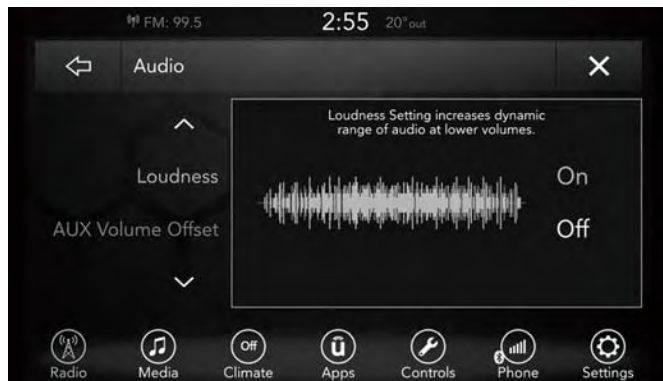 FM: 99.5
2:55
20° out
Audio
Loudness
AUX Volume Offset
Loudness Setting increases dynamic
range of audio at lower volumes.
On
Off
Radio
Media
Off
Climate
ū
Apps
Controls
Phone
Settings